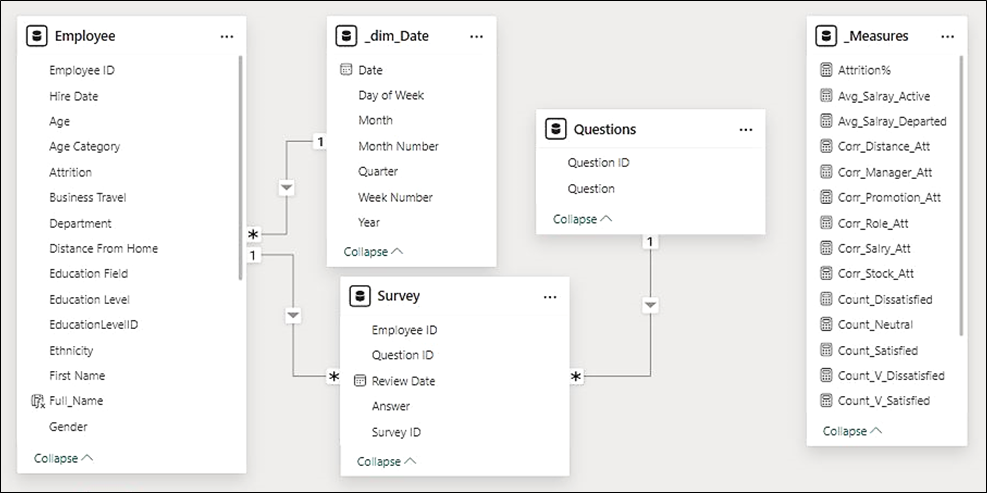 Employee
Employee ID
Hire Date
Age
Age Category
Attrition
Business Travel
Department
Distance From Home
Education Field
Education Level
EducationLevelID
Ethnicity
First Name
Full_Name
Gender
Collapse
_dim_Date
Date
Day of Week
Month
Month Number
Quarter
Week Number
Year
Collapse
1
*
1
*
Survey
Employee ID
Question ID
Review Date
Answer
Survey ID
Collapse
Questions
Question ID
Question
Collapse
1
*
_Measures
Attrition%
Avg_Salray_Active
Avg_Salray_Departed
Corr_Distance_Att
Corr_Manager_Att
Corr_Promotion_Att
Corr_Role_Att
Corr_Salry_Att
Corr_Stock_Att
Count_Dissatisfied
Count_Neutral
Count_Satisfied
Count_V_Dissatisfied
Count_V_Satisfied
Collapse